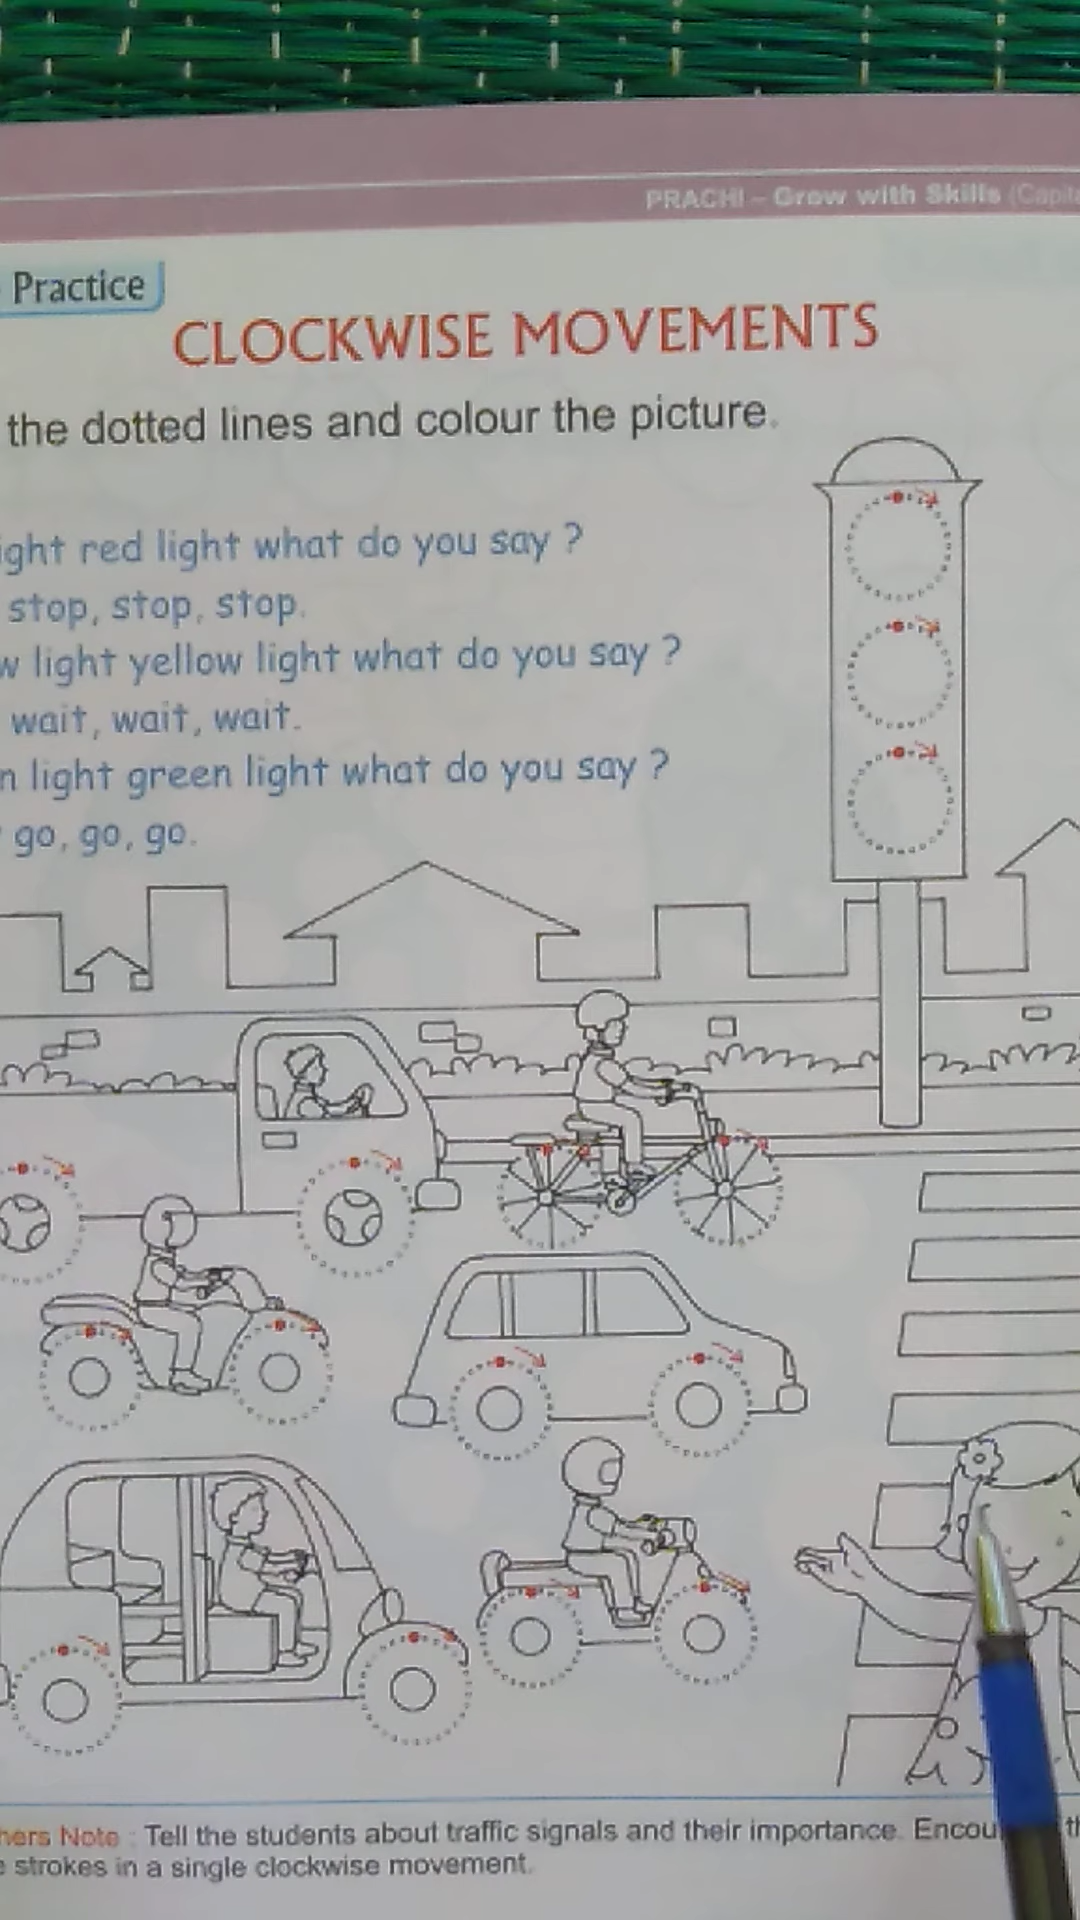 PRACHI – Grow with Skills
Practice
CLOCKWISE MOVEMENTS
the dotted lines and colour the picture.
ight red light what do you say ?
stop, stop, stop.
w light yellow light what do you say ?
wait, wait, wait.
n light green light what do you say ?
go, go, go.
hers Note : Tell the students about traffic signals and their importance. Encou
strokes in a single clockwise movement.